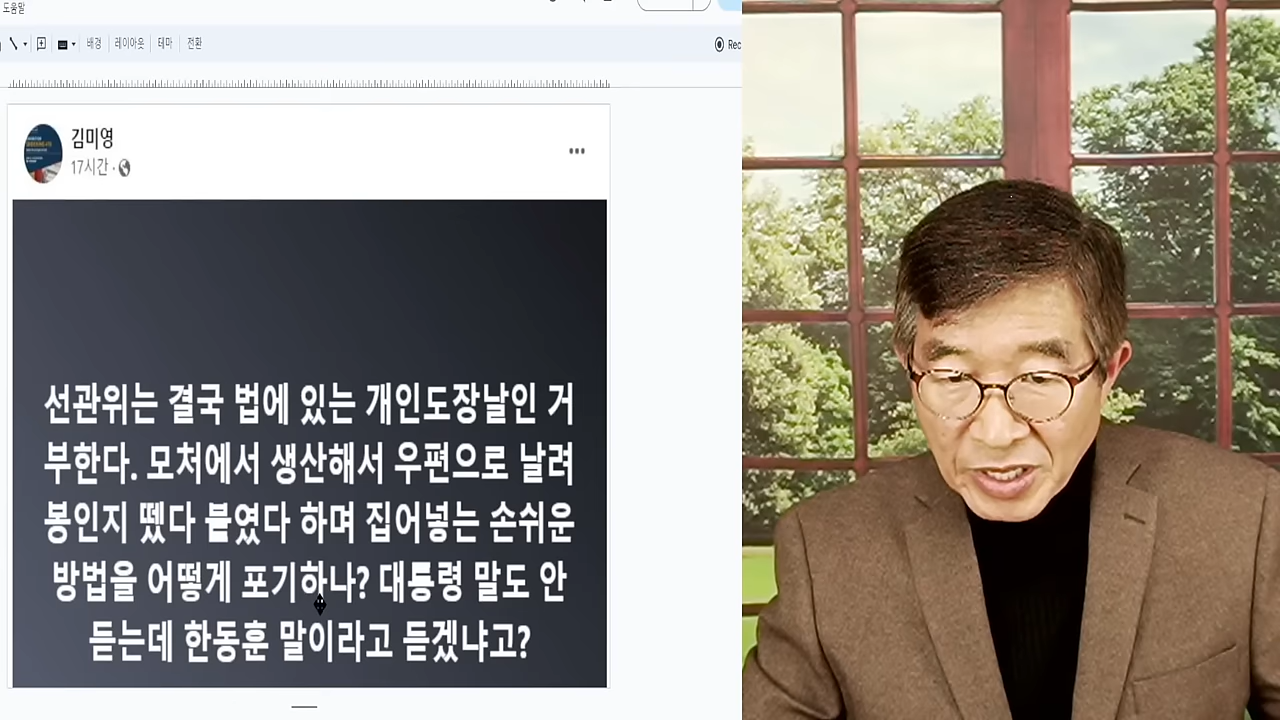 도움말
배경 레이아웃 테마 전환
Rec
김미영
17시간
선관위는 결국 법에 있는 개인도장날인 거
부한다. 모처에서 생산해서 우편으로 날려
봉인지 뗐다 붙였다 하며 집어넣는 손쉬운
방법을 어떻게 포기하나? 대통령 말도 안
듣는데 한동훈 말이라고 듣겠냐고?